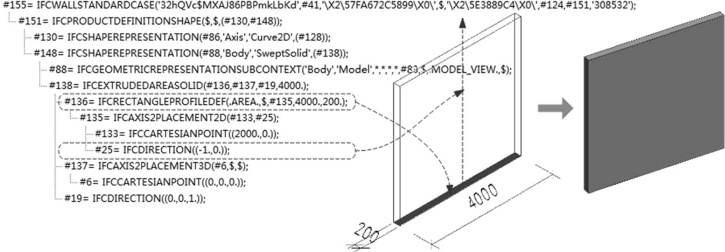 #155= IFCWALLSTANDARDCASE('32hQVc$MXAJ86PBPmkLbKd',#41,'\X2\57FA672C5899\X0\',$,'\X2\5E3889C4\X0\',#124,#151,'308532');
#151= IFCPRODUCTDEFINITIONSHAPE($,$,(#130,#148));
#130= IFCSHAPEREPRESENTATION(#86,'Axis','Curve2D',(#128));
#148= IFCSHAPEREPRESENTATION(#88,'Body','SweptSolid',(#138));
#88= IFCGEOMETRICREPRESENTATIONSUBCONTEXT('Body','Model',*,*,*,*,#83,$,.MODEL_VIEW.,$);
#138= IFCEXTRUDEDAREASOLID(#136,#137,#19,4000.);
#136= IFCRECTANGLEPROFILEDEF(.AREA.,$,#135,4000.,200.);
#135= IFCAXIS2PLACEMENT2D(#133,#25);
#133= IFCCARTESIANPOINT((2000.,0.));
#25= IFCDIRECTION((-1.,0.));
#137= IFCAXIS2PLACEMENT3D(#6,$,$);
#6= IFCCARTESIANPOINT((0.,0.,0.));
#19= IFCDIRECTION((0.,0.,1.));
4000
200